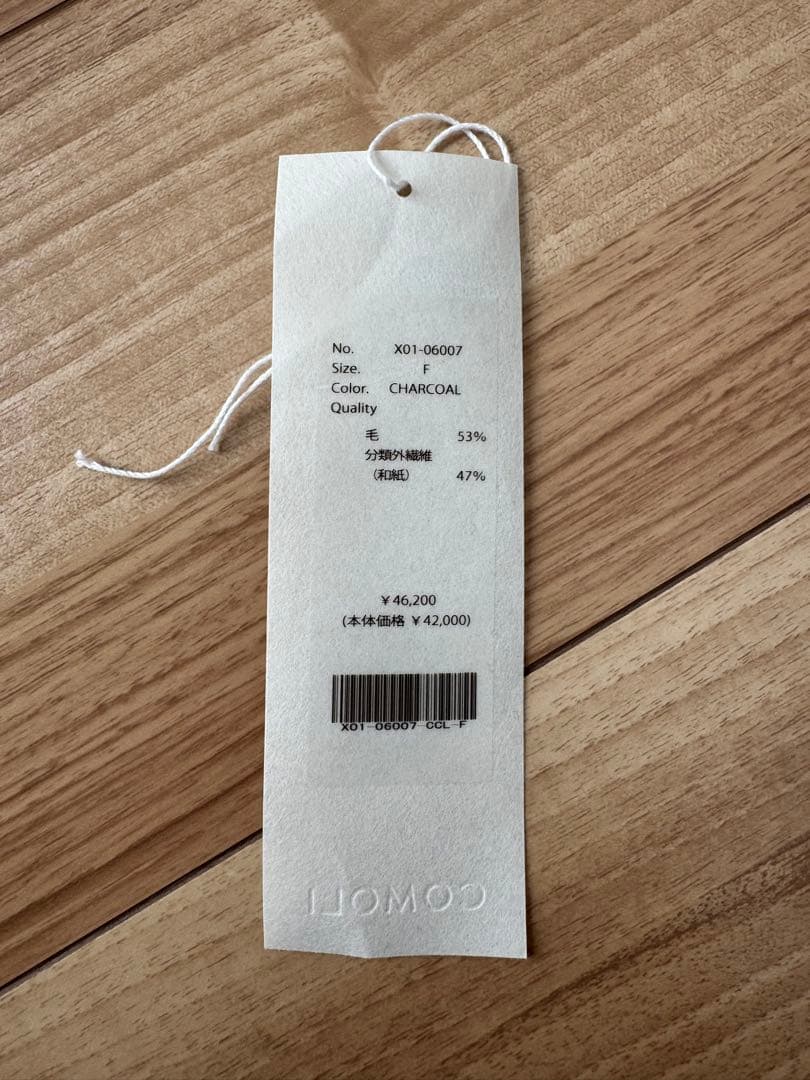 No. X01-06007
Size. F
Color. CHARCOAL
Quality
毛 53%
分類外繊維
(和紙) 47%
¥46,200
(本体価格 ¥42,000)
X01-06007-CCL-F
COMOLI